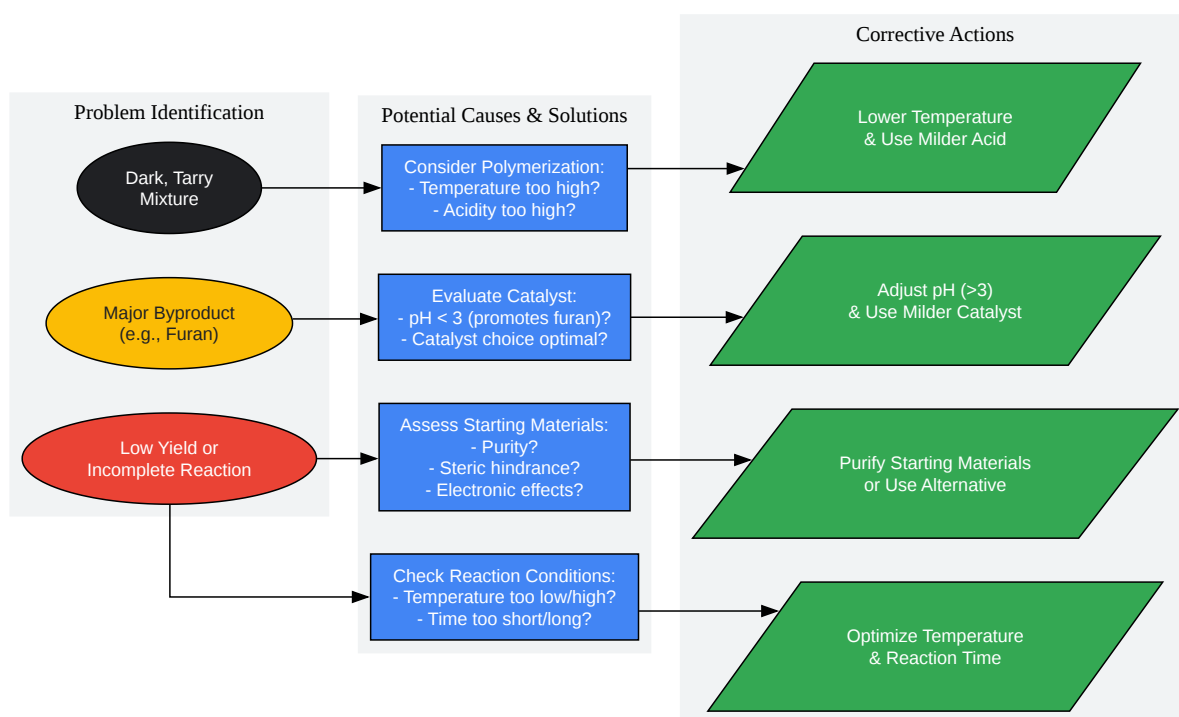 Problem Identification
Dark, Tarry
Mixture
Major Byproduct
(e.g., Furan)
Low Yield or
Incomplete Reaction
Potential Causes & Solutions
Consider Polymerization:
- Temperature too high?
- Acidity too high?
Evaluate Catalyst:
- pH < 3 (promotes furan)?
- Catalyst choice optimal?
Assess Starting Materials:
- Purity?
- Steric hindrance?
- Electronic effects?
Check Reaction Conditions:
- Temperature too low/high?
- Time too short/long?
Corrective Actions
Lower Temperature
& Use Milder Acid
Adjust pH (>3)
& Use Milder Catalyst
Purify Starting Materials
or Use Alternative
Optimize Temperature
& Reaction Time